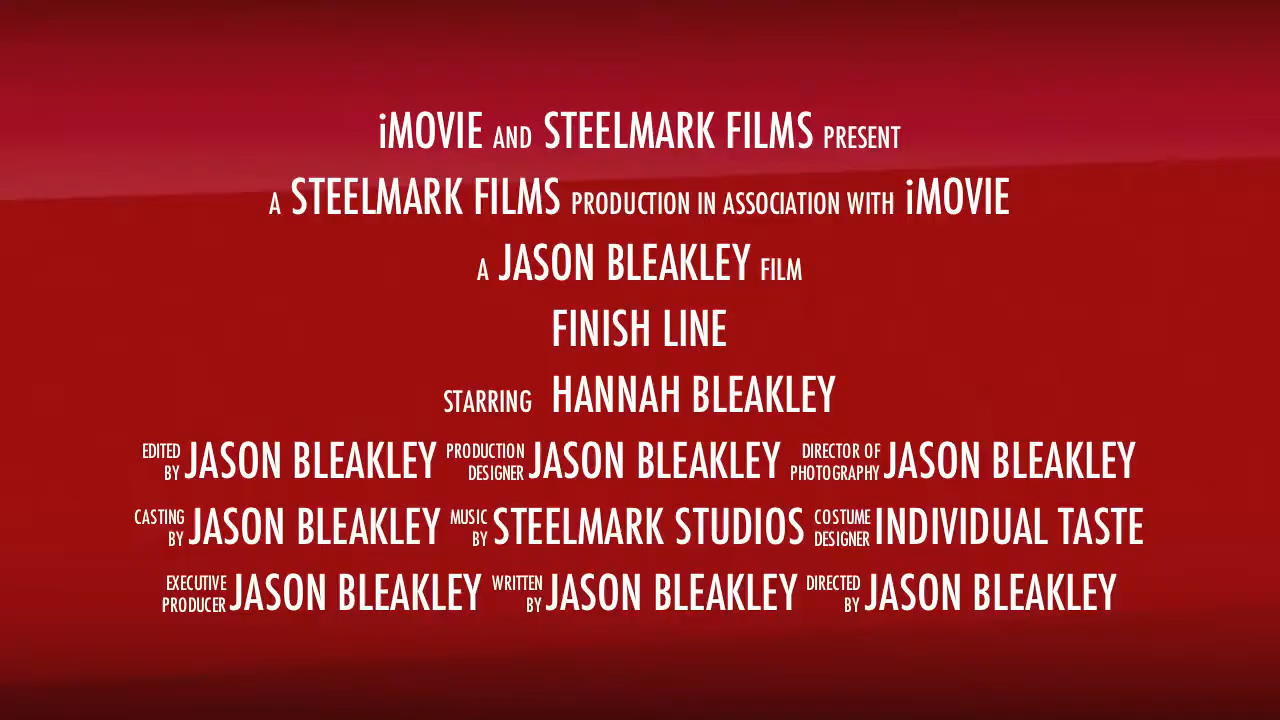 iMOVIE AND STEELMARK FILMS PRESENT
A STEELMARK FILMS PRODUCTION IN ASSOCIATION WITH iMOVIE
A JASON BLEAKLEY FILM
FINISH LINE
STARRING HANNAH BLEAKLEY
EDITED BY JASON BLEAKLEY PRODUCTION DESIGNER JASON BLEAKLEY DIRECTOR OF PHOTOGRAPHY JASON BLEAKLEY
CASTING BY JASON BLEAKLEY MUSIC BY STEELMARK STUDIOS COSTUME DESIGNER INDIVIDUAL TASTE
EXECUTIVE PRODUCER JASON BLEAKLEY WRITTEN BY JASON BLEAKLEY DIRECTED BY JASON BLEAKLEY